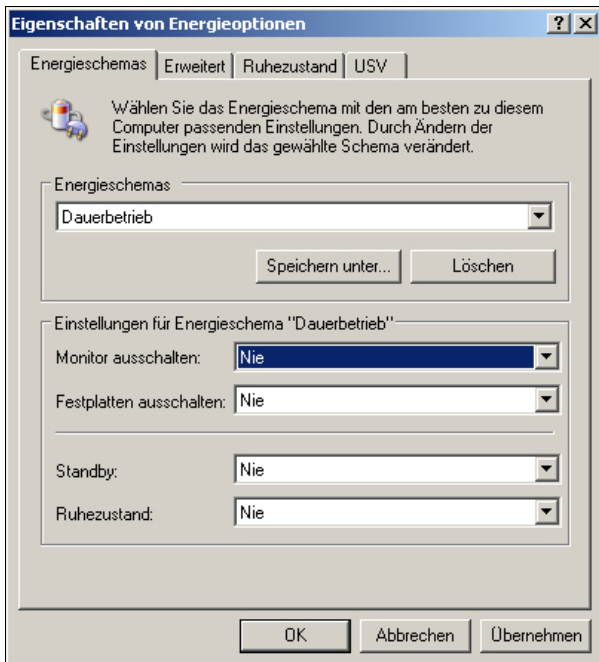 Eigenschaften von Energieoptionen
Energieschemas Erweitert Ruhezustand USV
Wählen Sie das Energieschema mit den am besten zu diesem
Computer passenden Einstellungen. Durch Ändern der
Einstellungen wird das gewählte Schema verändert.
Energieschemas
Dauerbetrieb
Speichern unter... Löschen
Einstellungen für Energieschema "Dauerbetrieb"
Monitor ausschalten: Nie
Festplatten ausschalten: Nie
Standby: Nie
Ruhezustand: Nie
OK Abbrechen Übernehmen